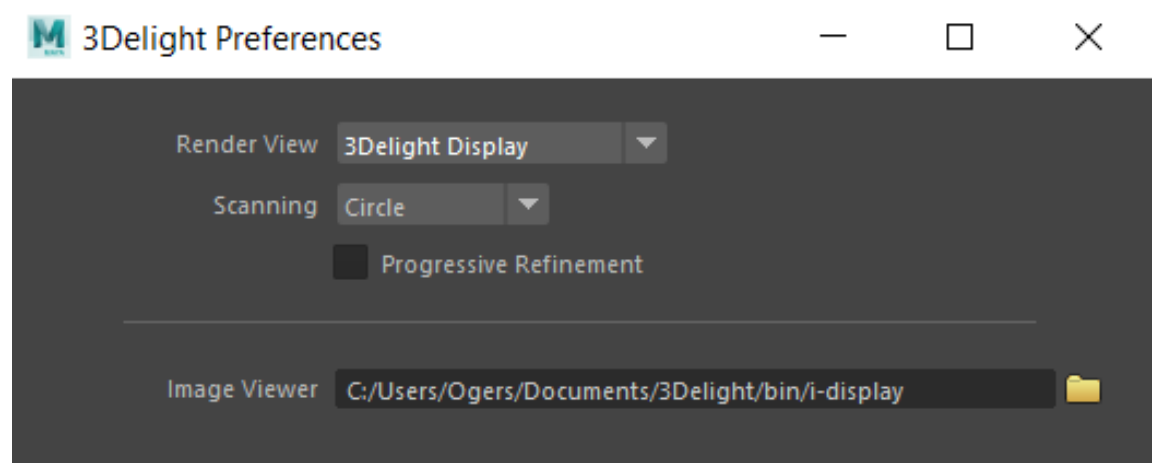 3Delight Preferences
Render View 3Delight Display
Scanning Circle
Progressive Refinement
Image Viewer C:/Users/Ogers/Documents/3Delight/bin/i-display